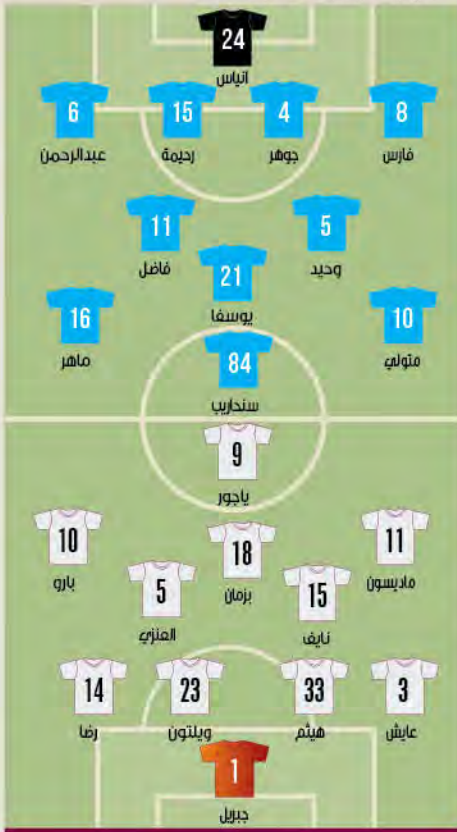 24
انياس
8
4
15
6
فارس
جوهر
رحيمة
عبدالرحمن
5
11
وحيد
فاضل
21
يوسفا
10
16
متولي
ماهر
84
سنداريب
9
ياجور
11
18
10
ماديسون
بزمان
بارو
15
5
نايف
العنزي
3
33
23
14
عايش
هيثم
ويلتون
رضا
1
جبريل